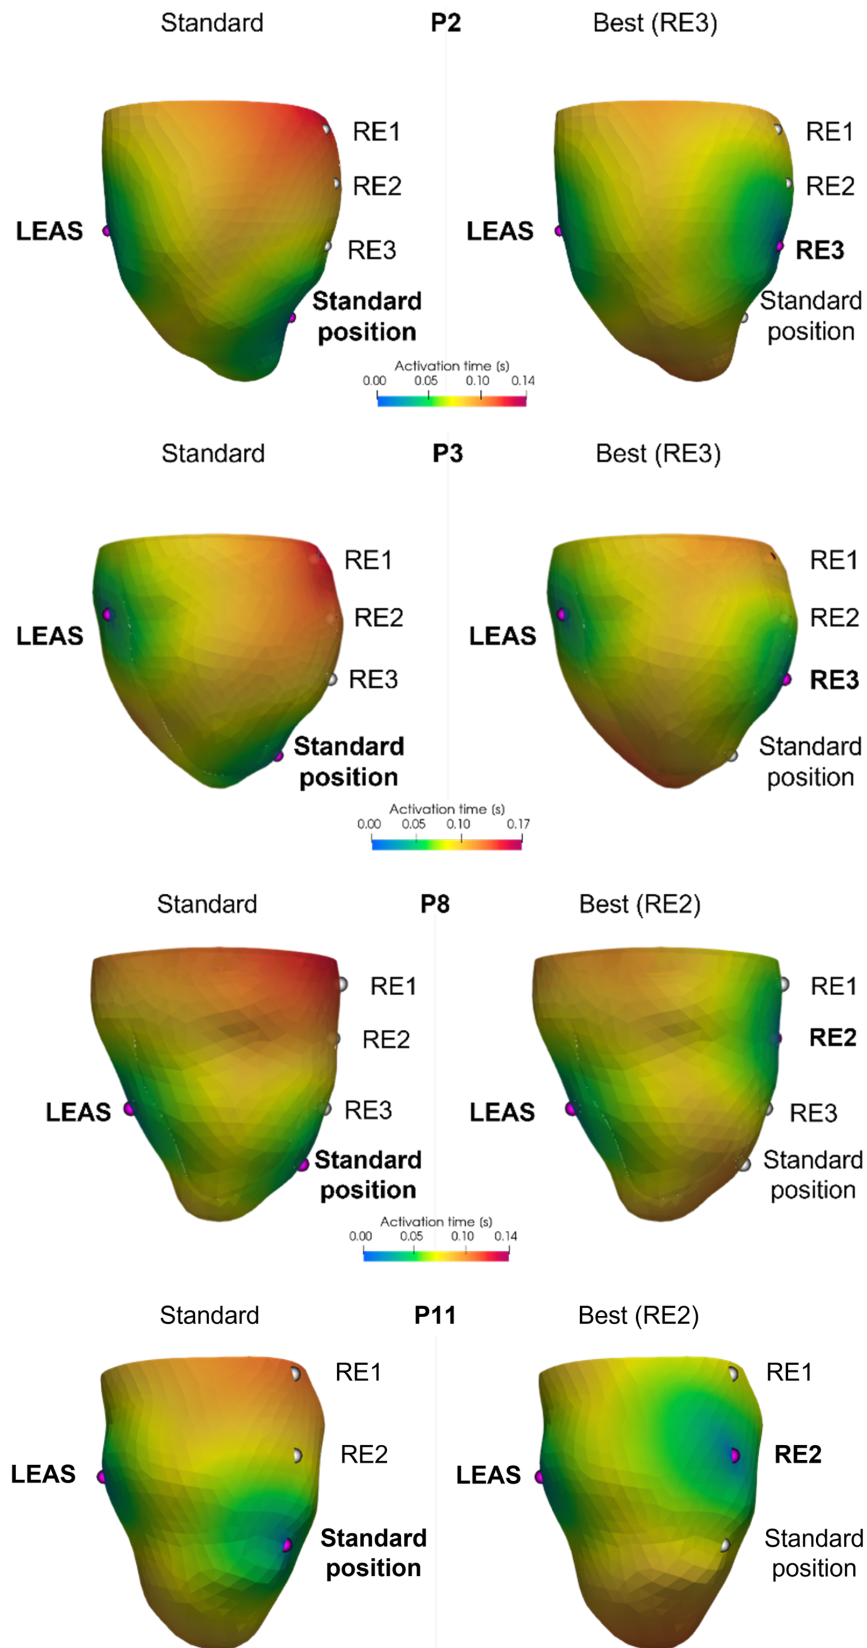 Standard P2 Best (RE3)
RE1 RE1
RE2 RE2
LEAS LEAS
RE3 RE3
Standard Standard
position position
Activation time (s)
0.00 0.05 0.10 0.14
Standard P3 Best (RE3)
RE1 RE1
RE2 RE2
LEAS LEAS
RE3 RE3
Standard Standard
position position
Activation time (s)
0.00 0.05 0.10 0.17
Standard P8 Best (RE2)
RE1 RE1
RE2 RE2
LEAS RE3 LEAS RE3
Standard Standard
position position
Activation time (s)
0.00 0.05 0.10 0.14
Standard P11 Best (RE2)
RE1 RE1
RE2 RE2
LEAS LEAS
Standard Standard
position position